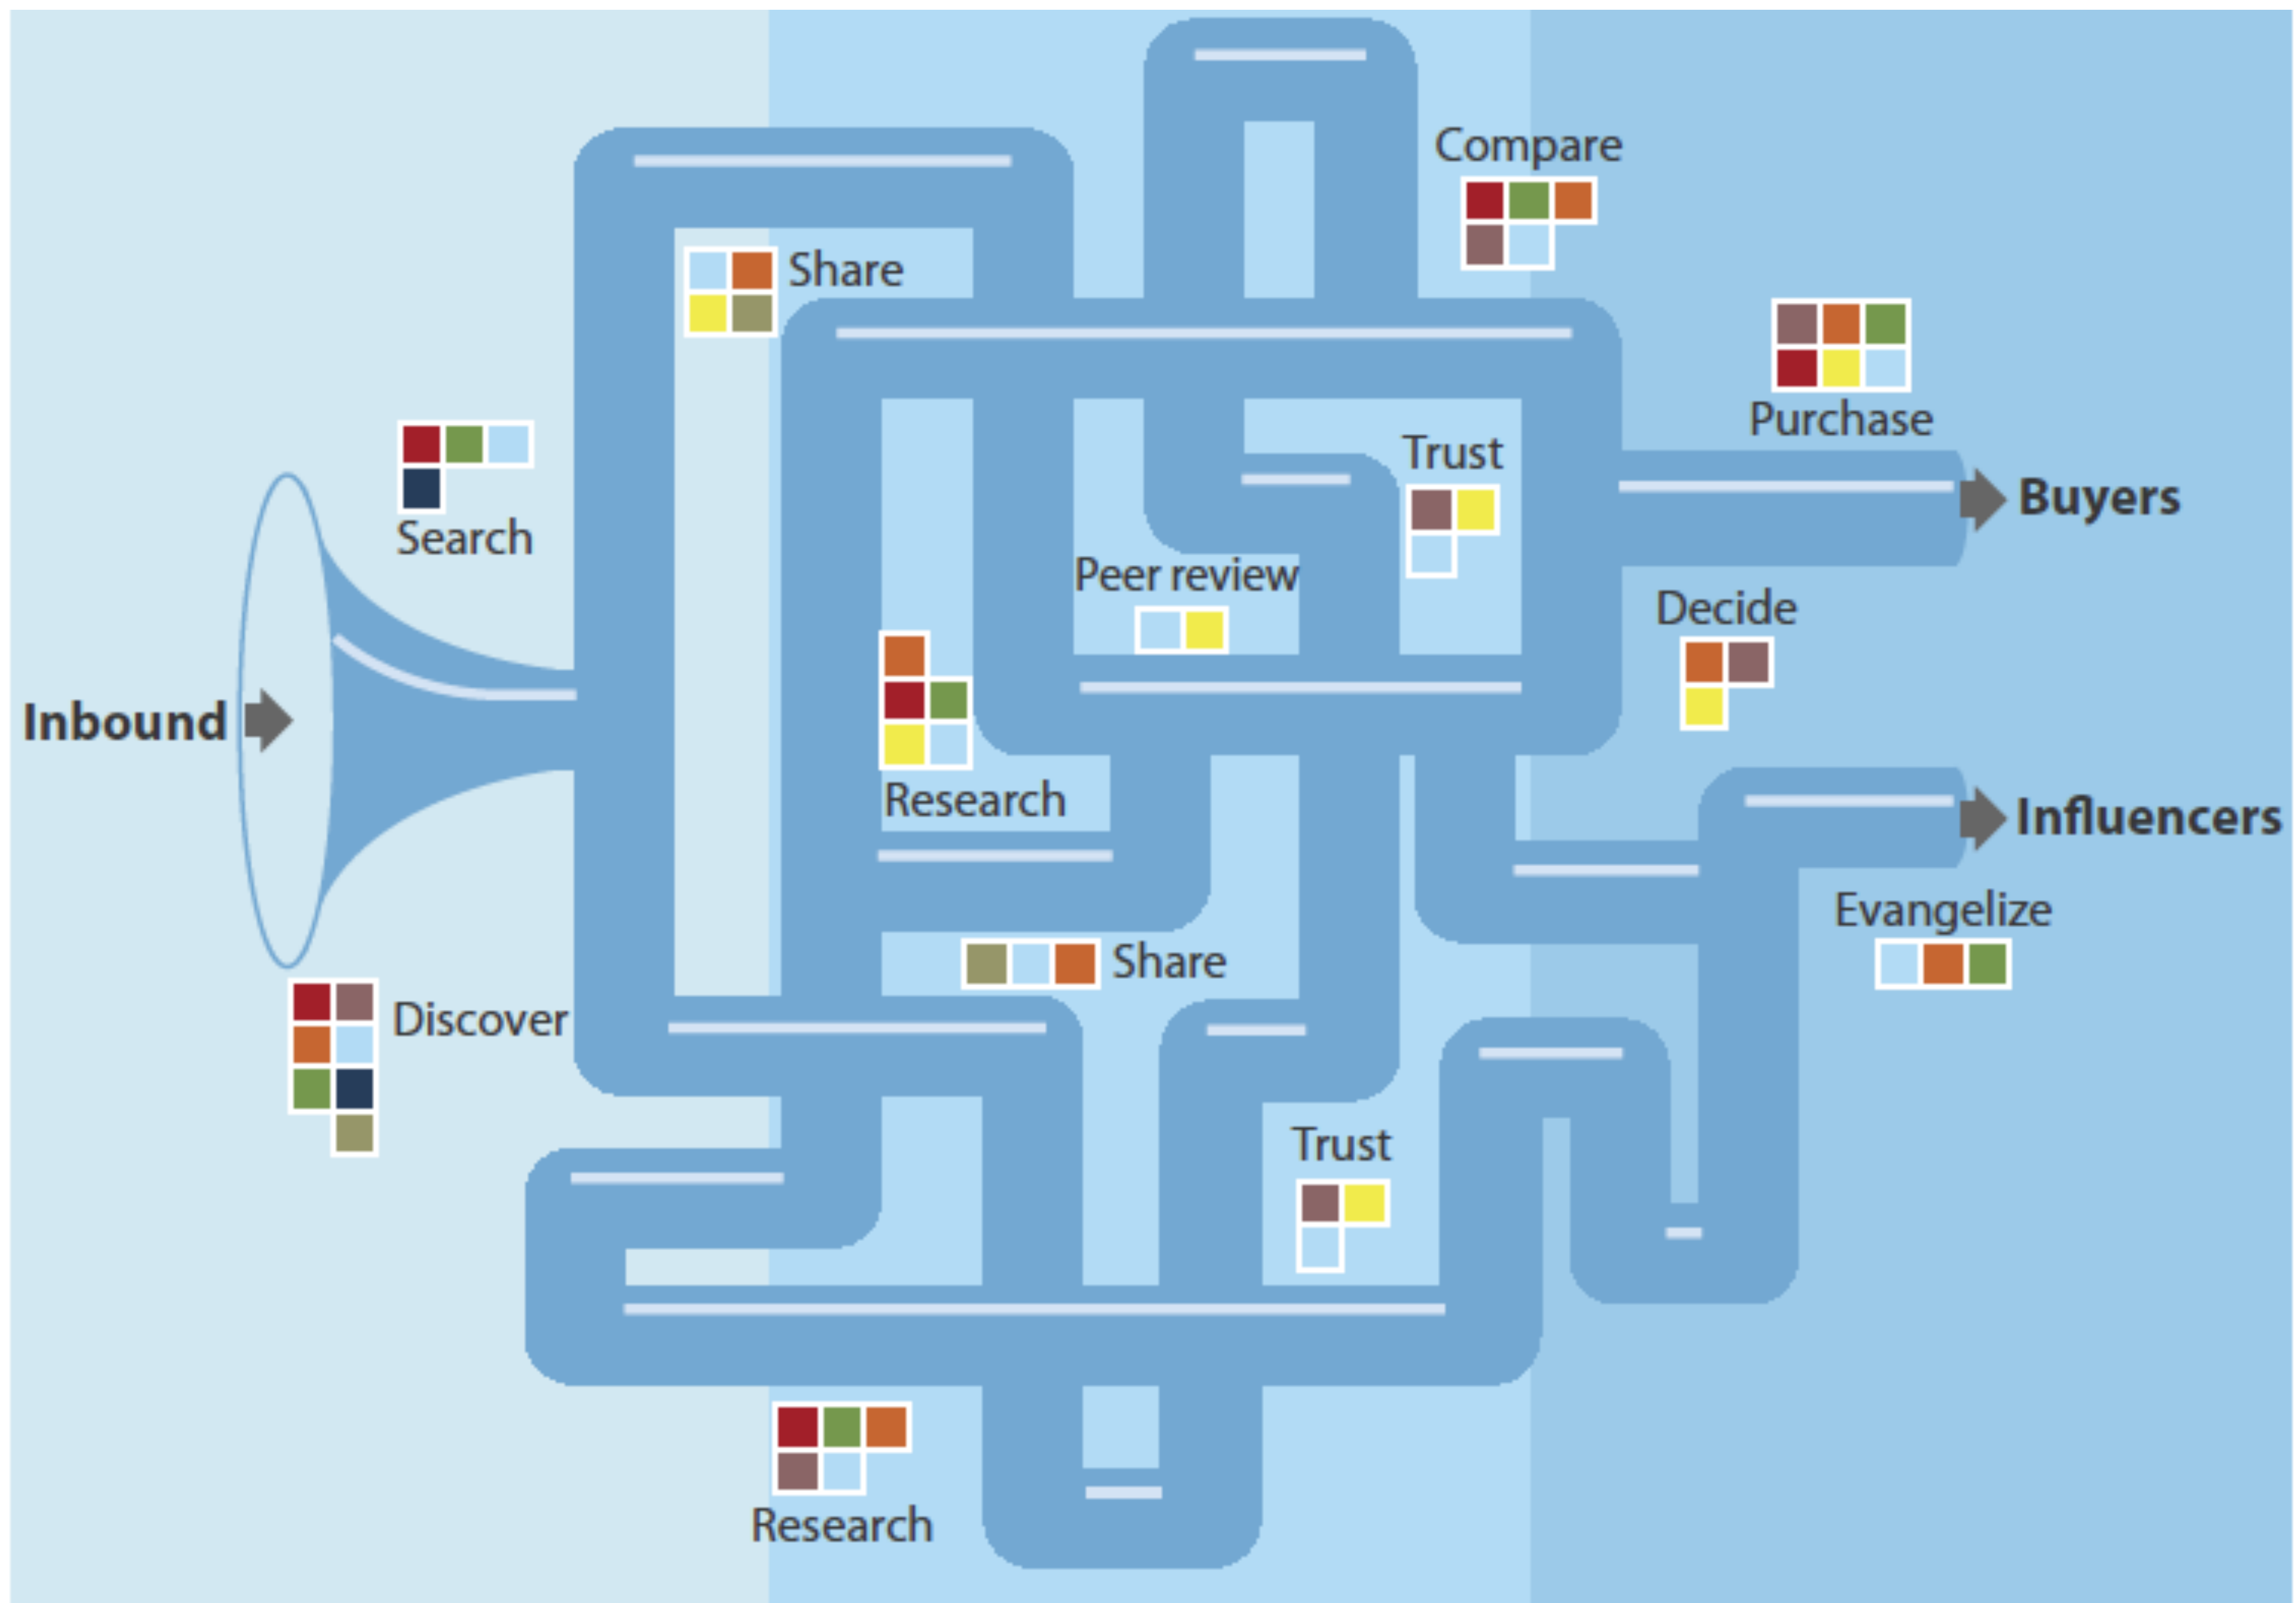 Compare
Share
Purchase
Trust
Search
Buyers
Peer review
Decide
Inbound
Research
Influencers
Evangelize
Share
Discover
Trust
Research